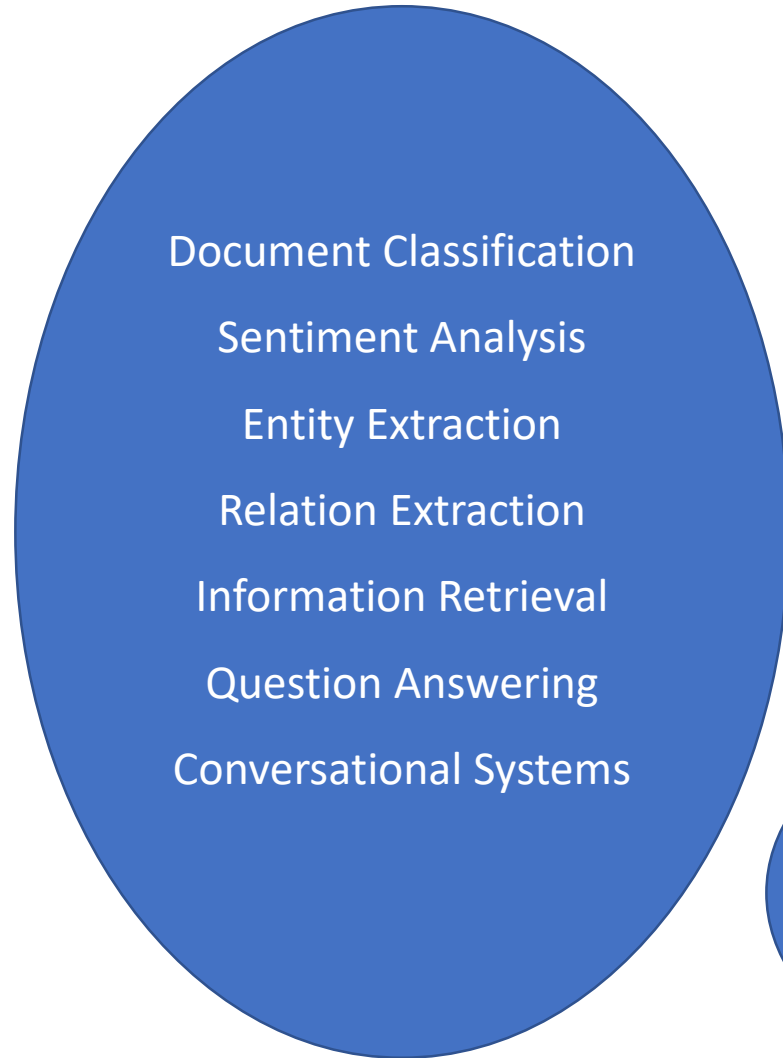 Document Classification
Sentiment Analysis
Entity Extraction
Relation Extraction
Information Retrieval
Question Answering
Conversational Systems